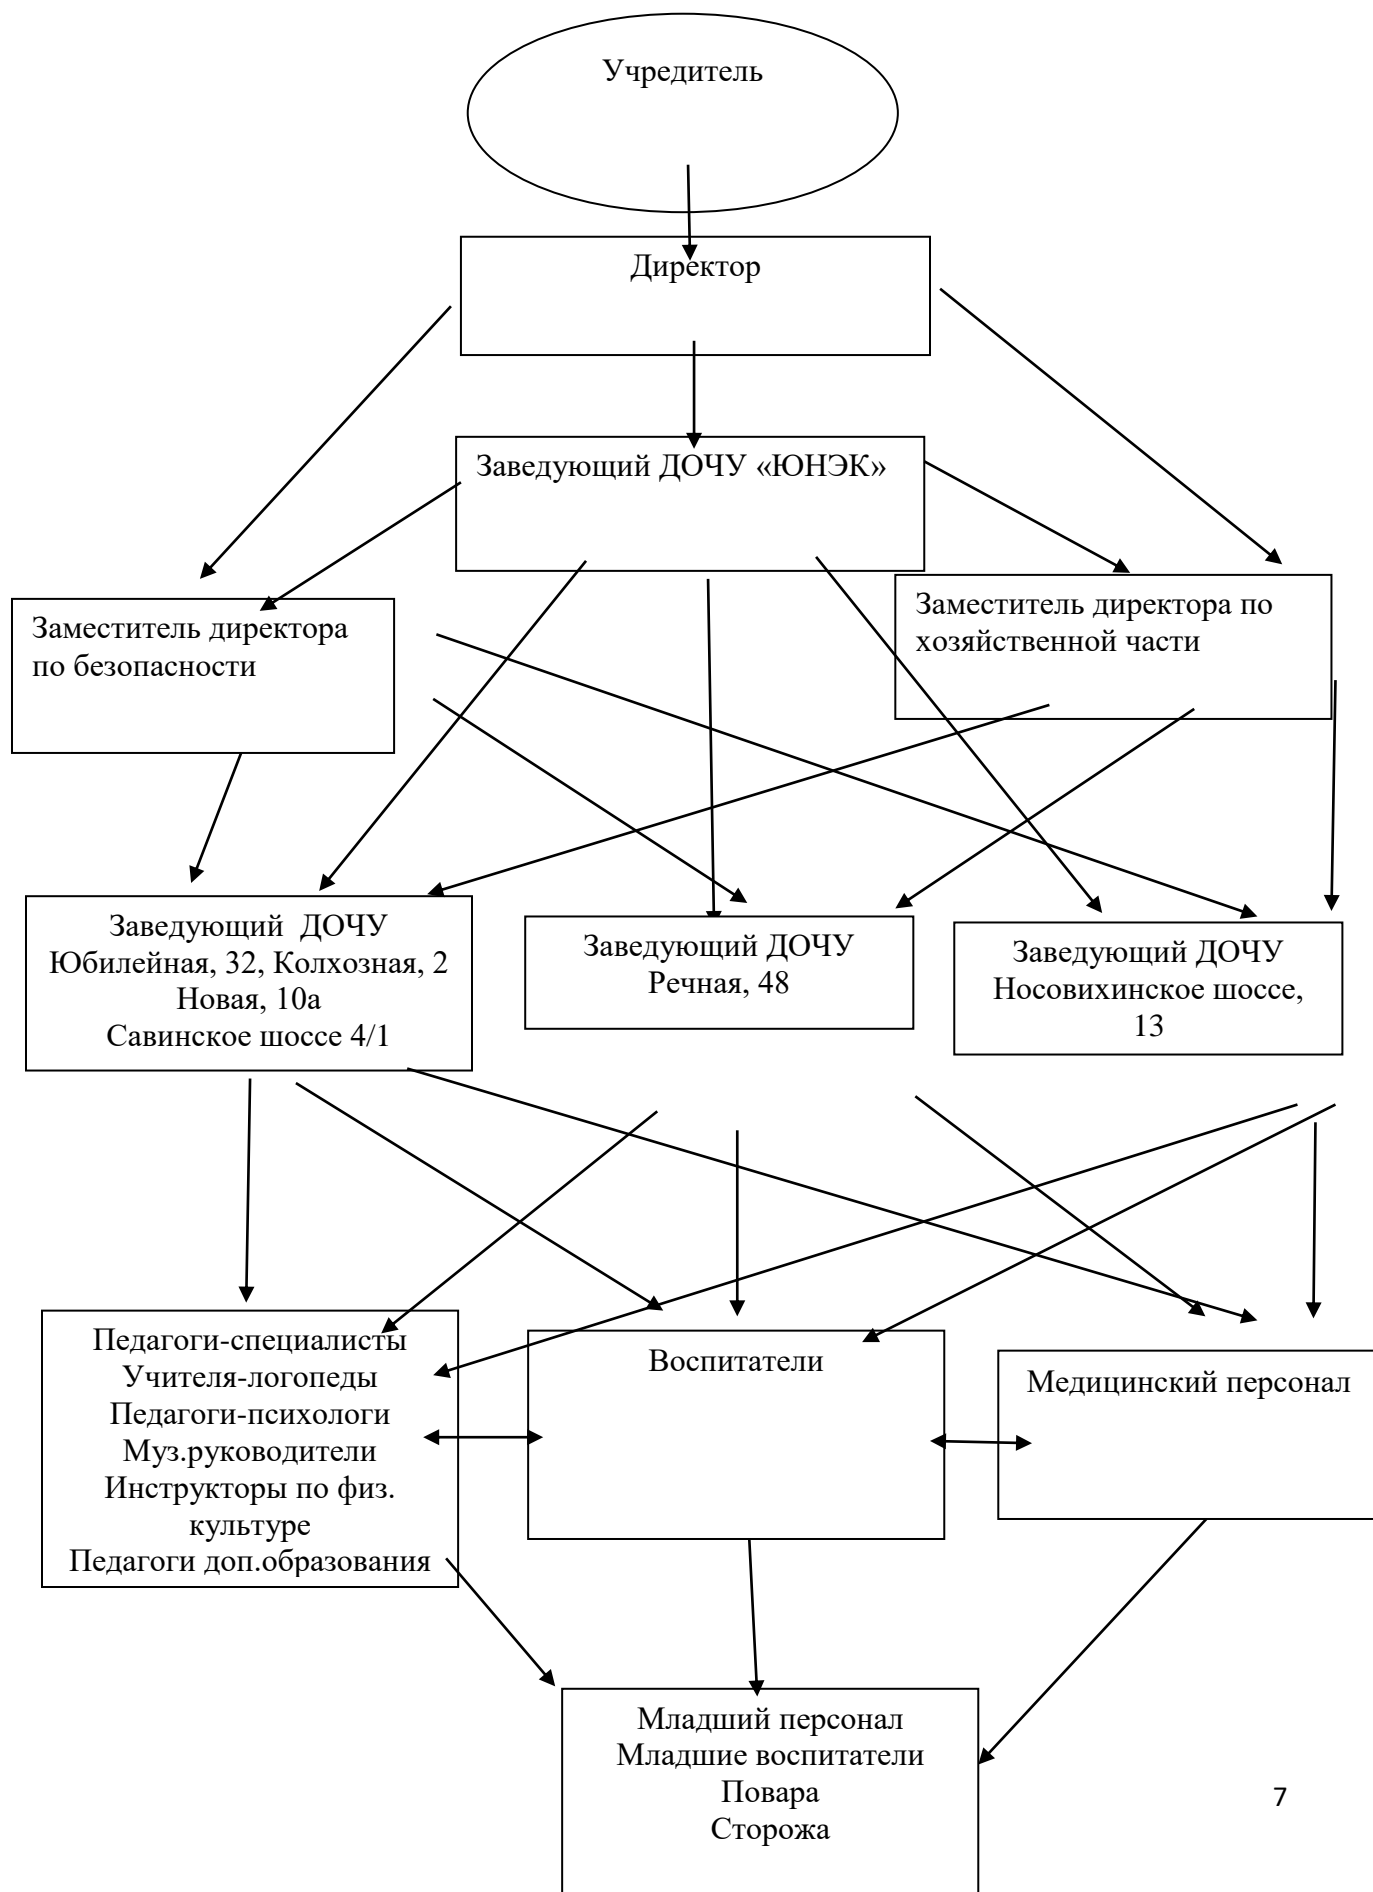 Учредитель
Директор
Заведующий ДОЧУ «ЮНЭК»
Заместитель директора
по безопасности
Заместитель директора по
хозяйственной части
Заведующий ДОЧУ
Юбилейная, 32, Колхозная, 2
Новая, 10а
Савинское шоссе 4/1
Заведующий ДОЧУ
Речная, 48
Заведующий ДОЧУ
Носовихинское шоссе,
13
Педагоги-специалисты
Учителя-логопеды
Педагоги-психологи
Муз.руководители
Инструкторы по физ.
культуре
Педагоги доп.образования
Воспитатели
Медицинский персонал
Младший персонал
Младшие воспитатели
Повара
Сторожа
7